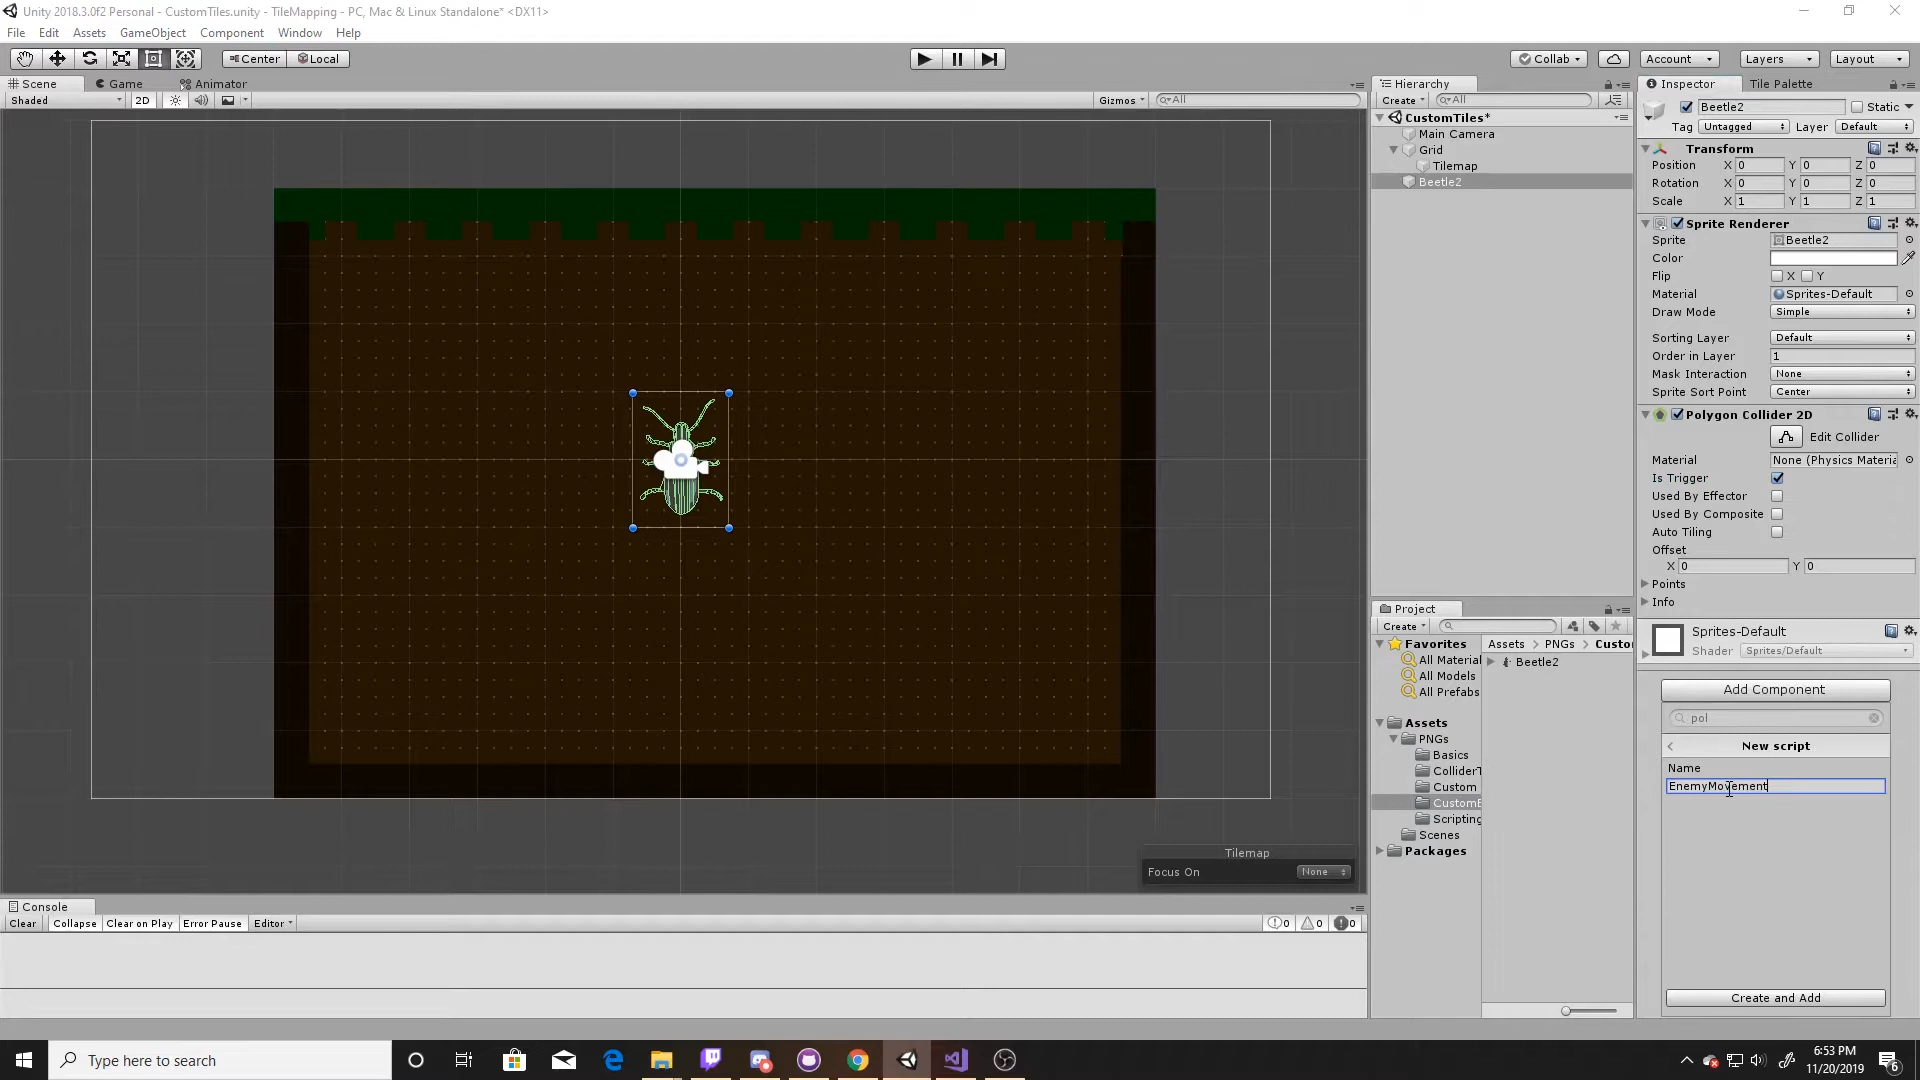 Unity 2018.3.0f2 Personal - CustomTiles.unity - TileMapping - PC, Mac & Linux Standalone* <DX11>
File Edit Assets GameObject Component Window Help
Center Local Collab Account Layers Layout
Scene Game Animator
Shaded 2D Gizmos All
Hierarchy
Create All
CustomTiles*
Main Camera
Grid
Tilemap
Beetle2
Inspector Tile Palette
Beetle2 Static
Tag Untagged Layer Default
Transform
Position X 0 Y 0 Z 0
Rotation X 0 Y 0 Z 0
Scale X 1 Y 1 Z 1
Sprite Renderer
Sprite Beetle2
Color
Flip X Y
Material Sprites-Default
Draw Mode Simple
Sorting Layer Default
Order in Layer 1
Mask Interaction None
Sprite Sort Point Center
Polygon Collider 2D
Edit Collider
Material None (Physics Materia
Is Trigger
Used By Effector
Used By Composite
Auto Tiling
Offset
X 0 Y 0
Points
Info
Sprites-Default
Shader Sprites/Default
Add Component
pol
New script
Name
EnemyMovement
Create and Add
Project
Create
Favorites
All Material
All Models
All Prefabs
Assets
PNGs
Basics
ColliderT
Custom
CustomE
Scripting
Scenes
Packages
Assets PNGs Custo
Beetle2
Tilemap
Focus On None
Console
Clear Collapse Clear on Play Error Pause Editor 0 0 0
Type here to search
6:53 PM
11/20/2019
6